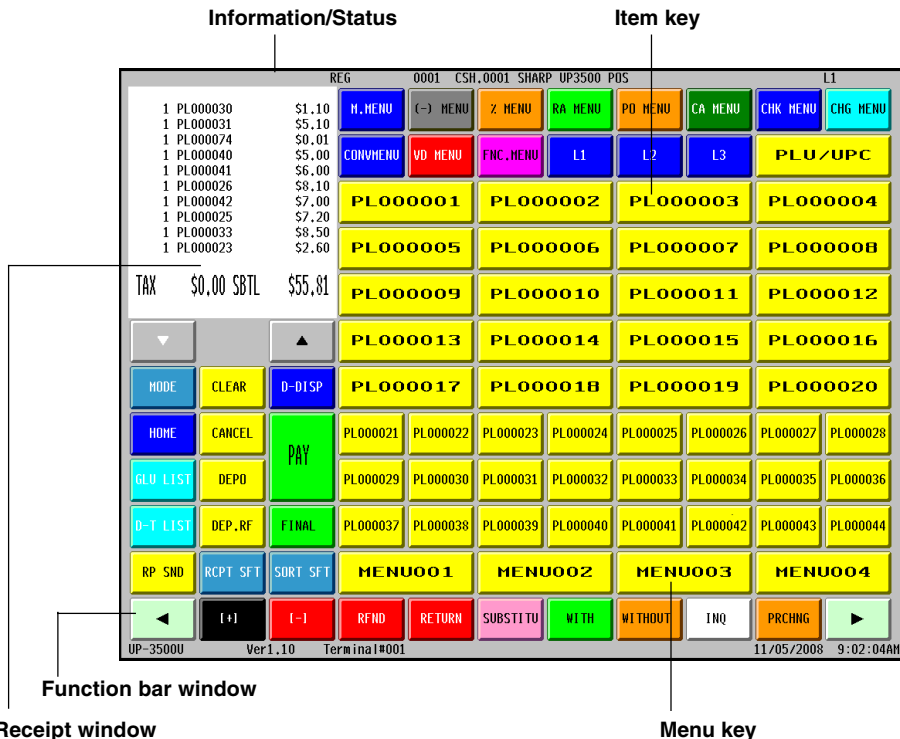 Information/Status
Item key
REG 0001 CSH.0001 SHARP UP3500 POS L1
1 PL000030 $1.10
1 PL000031 $5.10
1 PL000074 $0.01
1 PL000040 $5.00
1 PL000041 $6.00
1 PL000026 $8.10
1 PL000042 $7.00
1 PL000025 $7.20
1 PL000033 $8.50
1 PL000023 $2.60
TAX $0.00 SBTL $55.81
M.MENU (-) MENU % MENU RA MENU PO MENU CA MENU CHK MENU CHG MENU
CONVMENU VD MENU FNC.MENU L1 L2 L3 PLU/UPC
PL000001 PL000002 PL000003 PL000004
PL000005 PL000006 PL000007 PL000008
PL000009 PL000010 PL000011 PL000012
▼ ▲ PL000013 PL000014 PL000015 PL000016
MODE CLEAR D-DISP PL000017 PL000018 PL000019 PL000020
HOME CANCEL PAY PL000021 PL000022 PL000023 PL000024 PL000025 PL000026 PL000027 PL000028
GLU LIST DEPO PL000029 PL000030 PL000031 PL000032 PL000033 PL000034 PL000035 PL000036
D-T LIST DEP.RF FINAL PL000037 PL000038 PL000039 PL000040 PL000041 PL000042 PL000043 PL000044
RP SND RCPT SFT SORT SFT MENU001 MENU002 MENU003 MENU004
◀ [+] [-] RFND RETURN SUBSTITU WITH WITHOUT INQ PRCHNG ▶
UP-3500U Ver1.10 Terminal#001 11/05/2008 9:02:04AM
Function bar window
Receipt window
Menu key